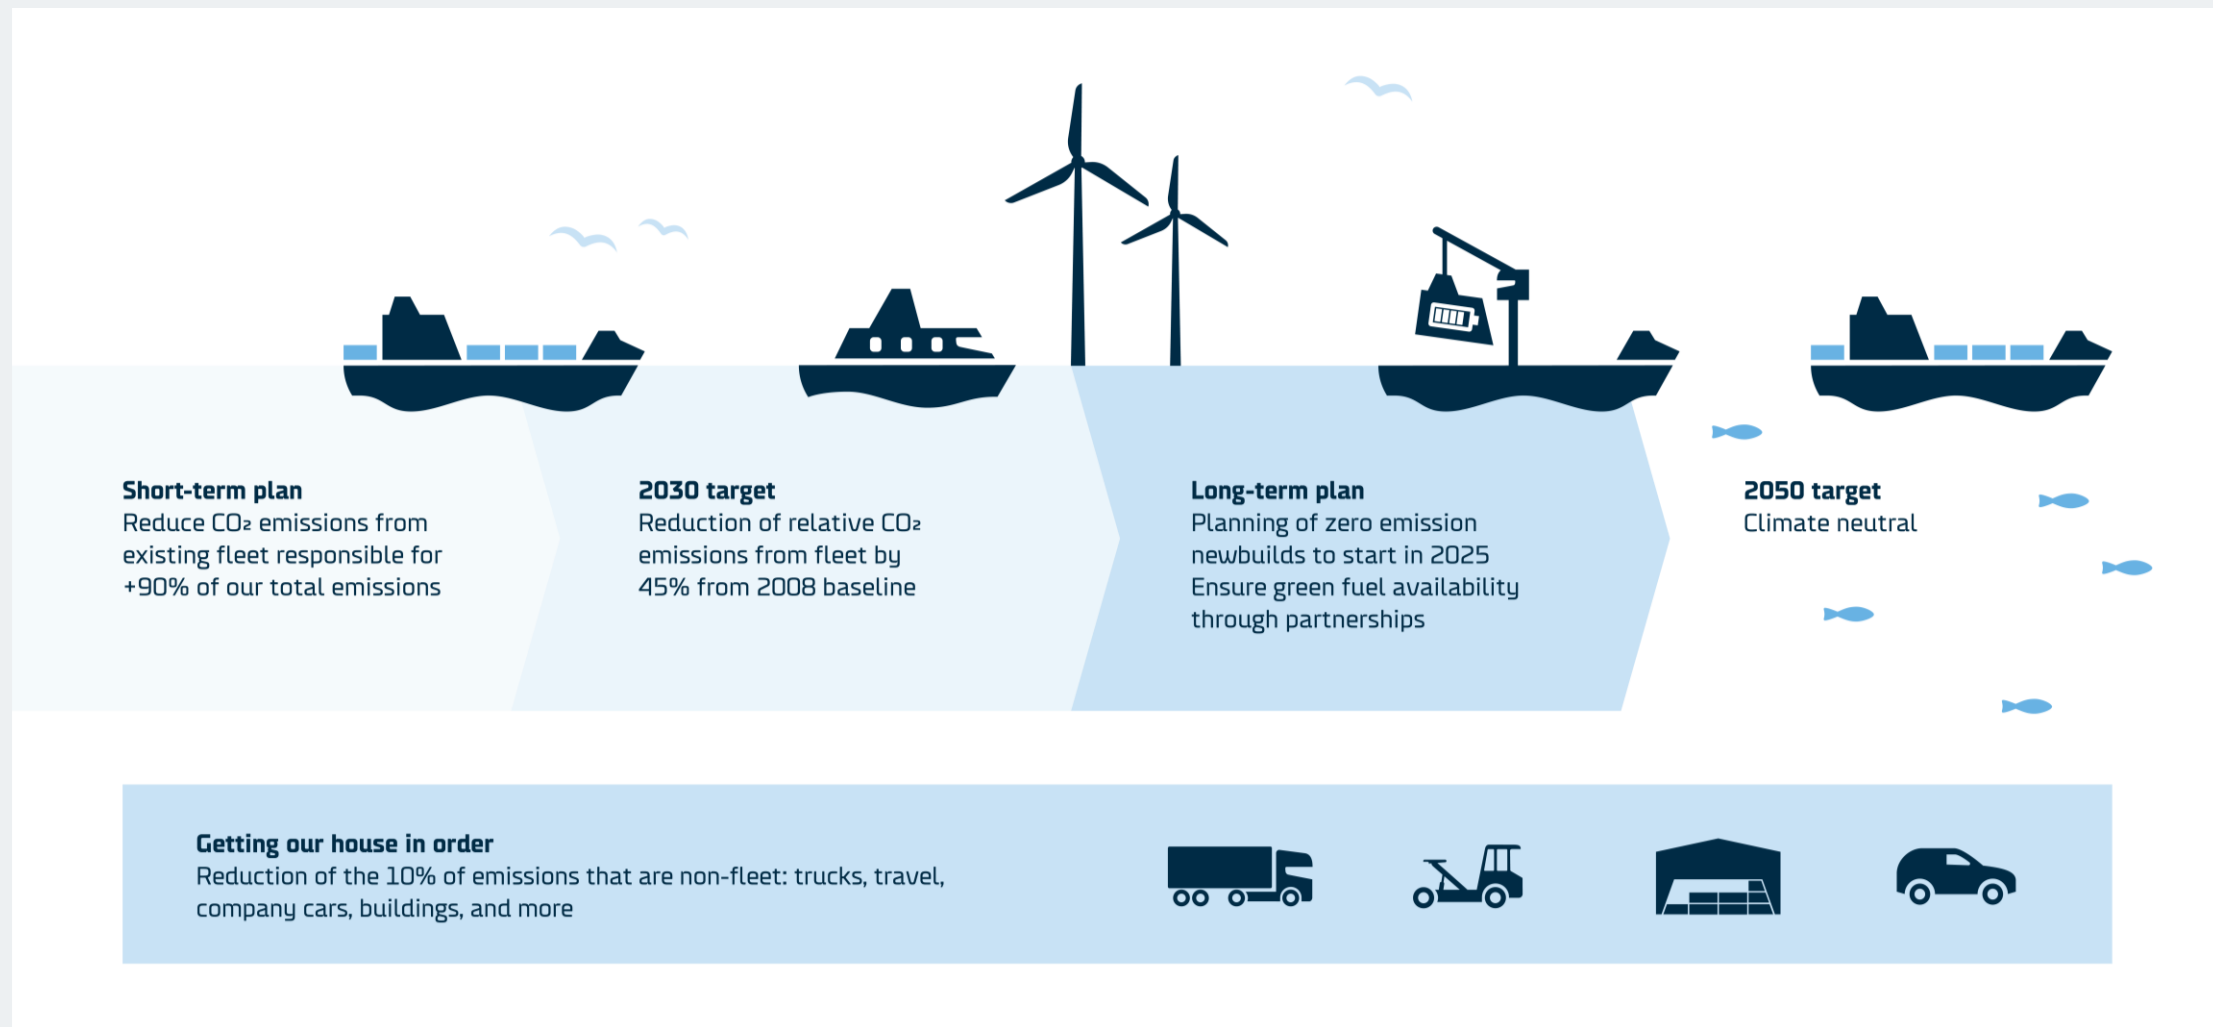 Short-term plan
Reduce CO₂ emissions from
existing fleet responsible for
+90% of our total emissions
2030 target
Reduction of relative CO₂
emissions from fleet by
45% from 2008 baseline
Long-term plan
Planning of zero emission
newbuilds to start in 2025
Ensure green fuel availability
through partnerships
2050 target
Climate neutral
Getting our house in order
Reduction of the 10% of emissions that are non-fleet: trucks, travel,
company cars, buildings, and more